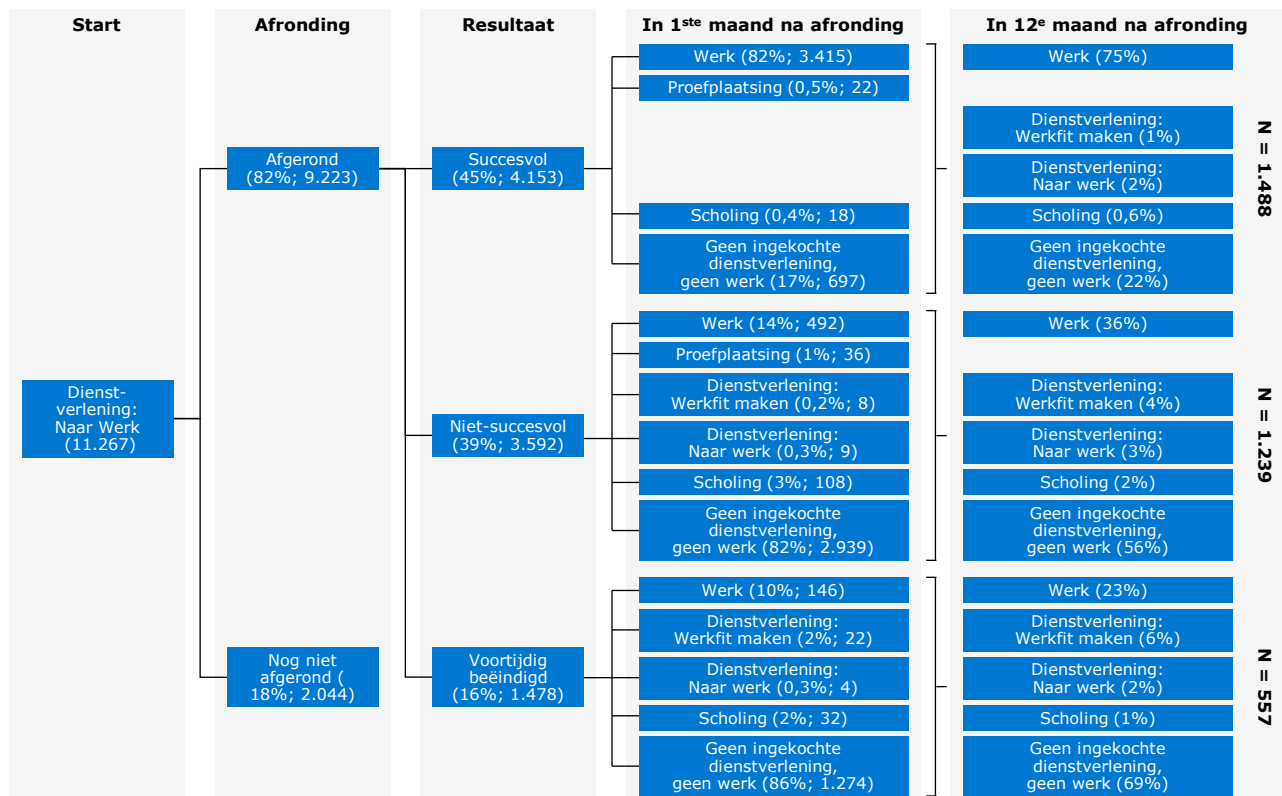 Start
Afronding
Resultaat
In 1ste maand na afronding
In 12e maand na afronding
Dienst-
verlening:
Naar Werk
(11.267)
Afgerond
(82%; 9.223)
Nog niet
afgerond (
18%; 2.044)
Succesvol
(45%; 4.153)
Niet-succesvol
(39%; 3.592)
Voortijdig
beëindigd
(16%; 1.478)
Werk (82%; 3.415)
Proefplaatsing (0,5%; 22)
Scholing (0,4%; 18)
Geen ingekochte
dienstverlening,
geen werk (17%; 697)
Werk (75%)
Dienstverlening:
Werkfit maken (1%)
Dienstverlening:
Naar werk (2%)
Scholing (0,6%)
Geen ingekochte
dienstverlening,
geen werk (22%)
N = 1.488
Werk (14%; 492)
Proefplaatsing (1%; 36)
Dienstverlening:
Werkfit maken (0,2%; 8)
Dienstverlening:
Naar werk (0,3%; 9)
Scholing (3%; 108)
Geen ingekochte
dienstverlening,
geen werk (82%; 2.939)
Werk (36%)
Dienstverlening:
Werkfit maken (4%)
Dienstverlening:
Naar werk (3%)
Scholing (2%)
Geen ingekochte
dienstverlening,
geen werk (56%)
N = 1.239
Werk (10%; 146)
Dienstverlening:
Werkfit maken (2%; 22)
Dienstverlening:
Naar werk (0,3%; 4)
Scholing (2%; 32)
Geen ingekochte
dienstverlening,
geen werk (86%; 1.274)
Werk (23%)
Dienstverlening:
Werkfit maken (6%)
Dienstverlening:
Naar werk (2%)
Scholing (1%)
Geen ingekochte
dienstverlening,
geen werk (69%)
N = 557